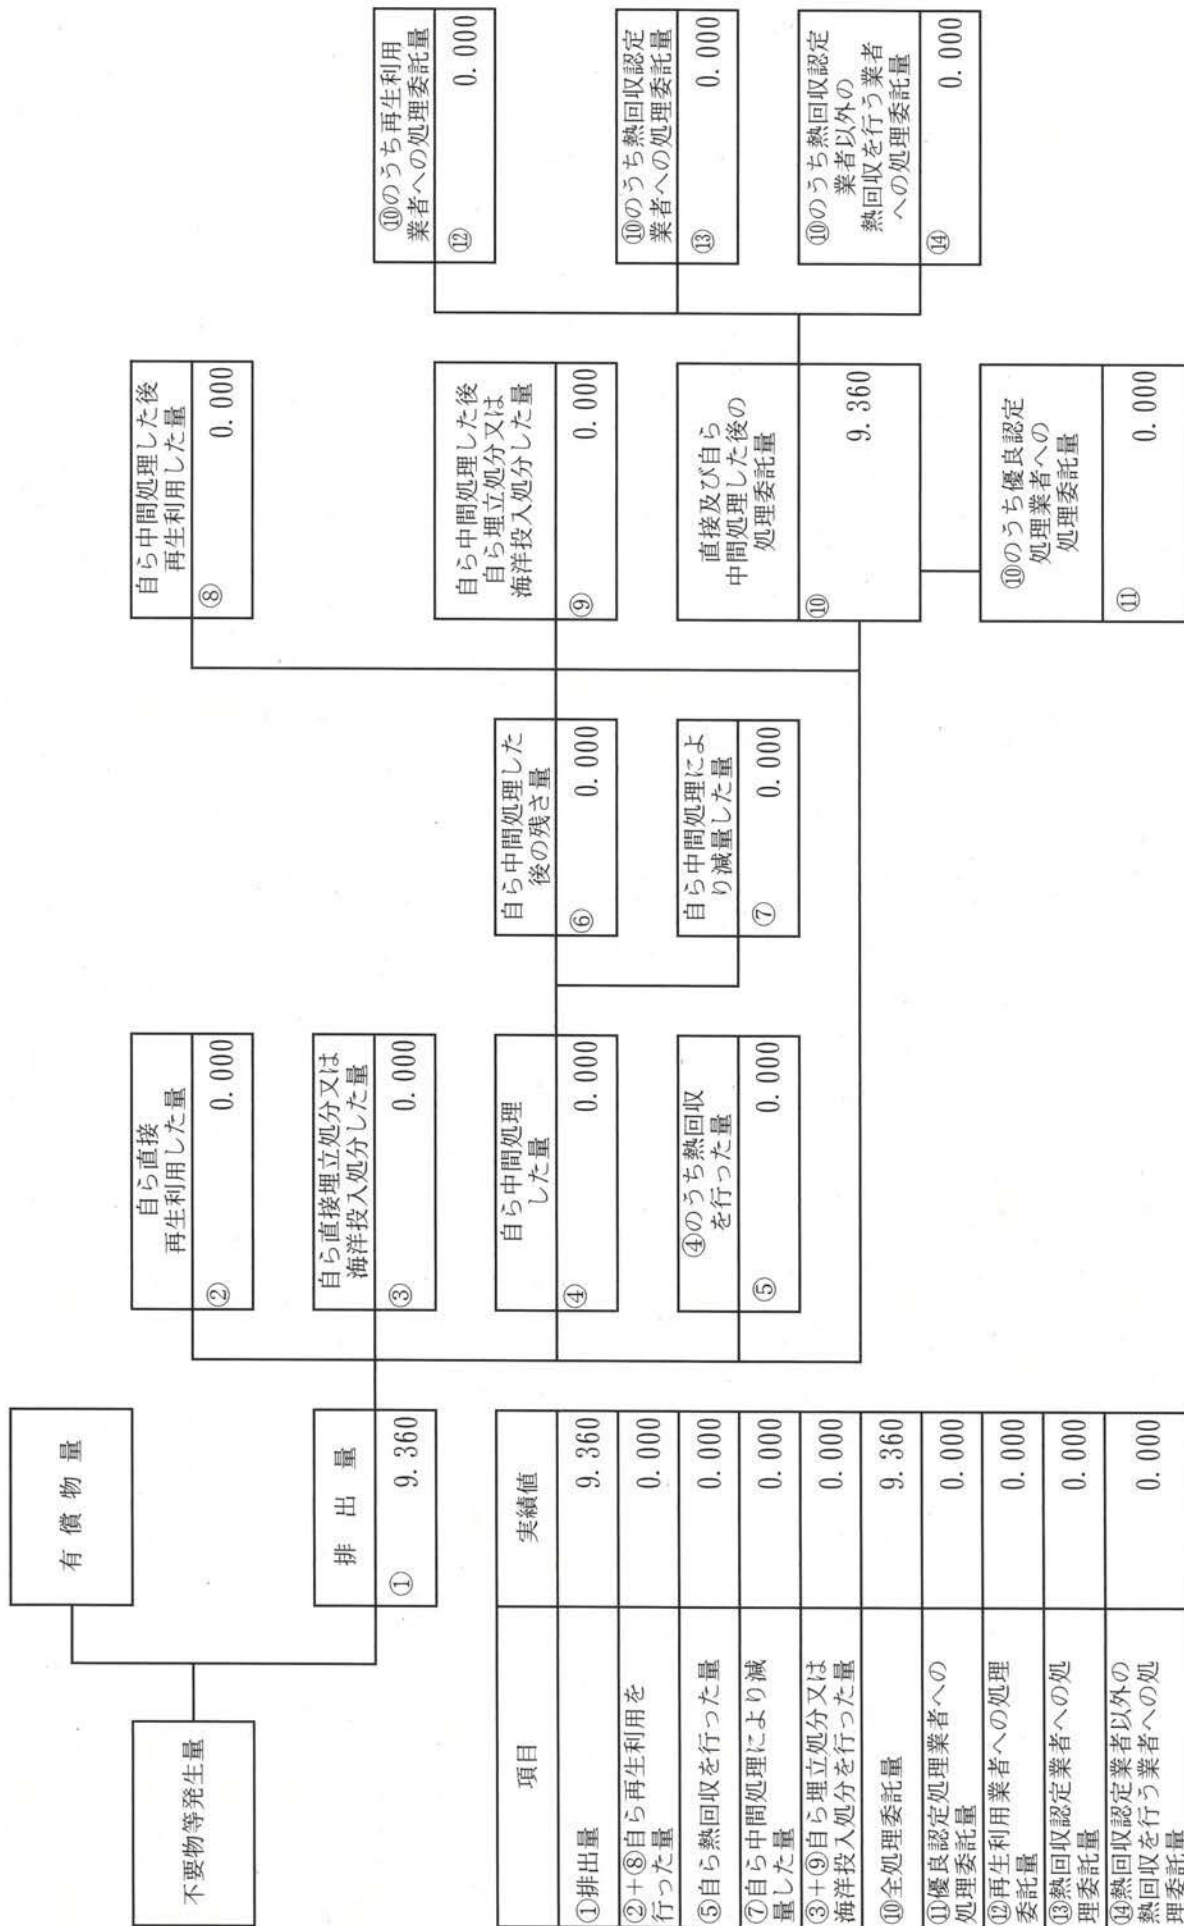 不要物等発生量
有償物量
排出量
① 9.360
自ら直接
再生利用した量
② 0.000
自ら直接埋立処分又は
海洋投入処分した量
③ 0.000
自ら中間処理
した量
④ 0.000
④のうち熱回収
を行った量
⑤ 0.000
自ら中間処理した
後の残さ量
⑥ 0.000
自ら中間処理によ
り減量した量
⑦ 0.000
自ら中間処理した後
再生利用した量
⑧ 0.000
自ら中間処理した後
自ら埋立処分又は
海洋投入処分した量
⑨ 0.000
直接及び自ら
中間処理した後の
処理委託量
⑩ 9.360
⑩のうち優良認定
処理業者への
処理委託量
⑪ 0.000
⑩のうち再生利用
業者への処理委託量
⑫ 0.000
⑩のうち熱回収認定
業者への処理委託量
⑬ 0.000
⑩のうち熱回収認定
業者以外の
熱回収を行う業者
への処理委託量
⑭ 0.000
項目 実績値
①排出量 9.360
②+⑧自ら再生利用を
行った量 0.000
⑤自ら熱回収を行った量 0.000
⑦自ら中間処理により減
量した量 0.000
③+⑨自ら埋立処分又は
海洋投入処分を行った量 0.000
⑩全処理委託量 9.360
⑪優良認定処理業者への
処理委託量 0.000
⑫再生利用業者への処理
委託量 0.000
⑬熱回収認定業者への処
理委託量 0.000
⑭熱回収認定業者以外の
熱回収を行う業者への処
理委託量 0.000